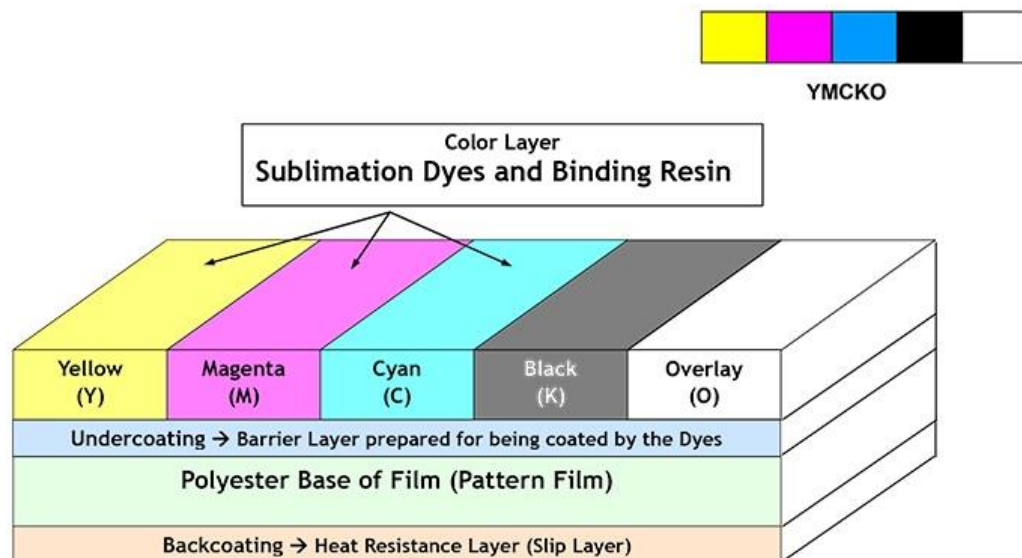 YMCKO
Color Layer
Sublimation Dyes and Binding Resin
Yellow
(Y)
Magenta
(M)
Cyan
(C)
Black
(K)
Overlay
(O)
Undercoating → Barrier Layer prepared for being coated by the Dyes
Polyester Base of Film (Pattern Film)
Backcoating → Heat Resistance Layer (Slip Layer)